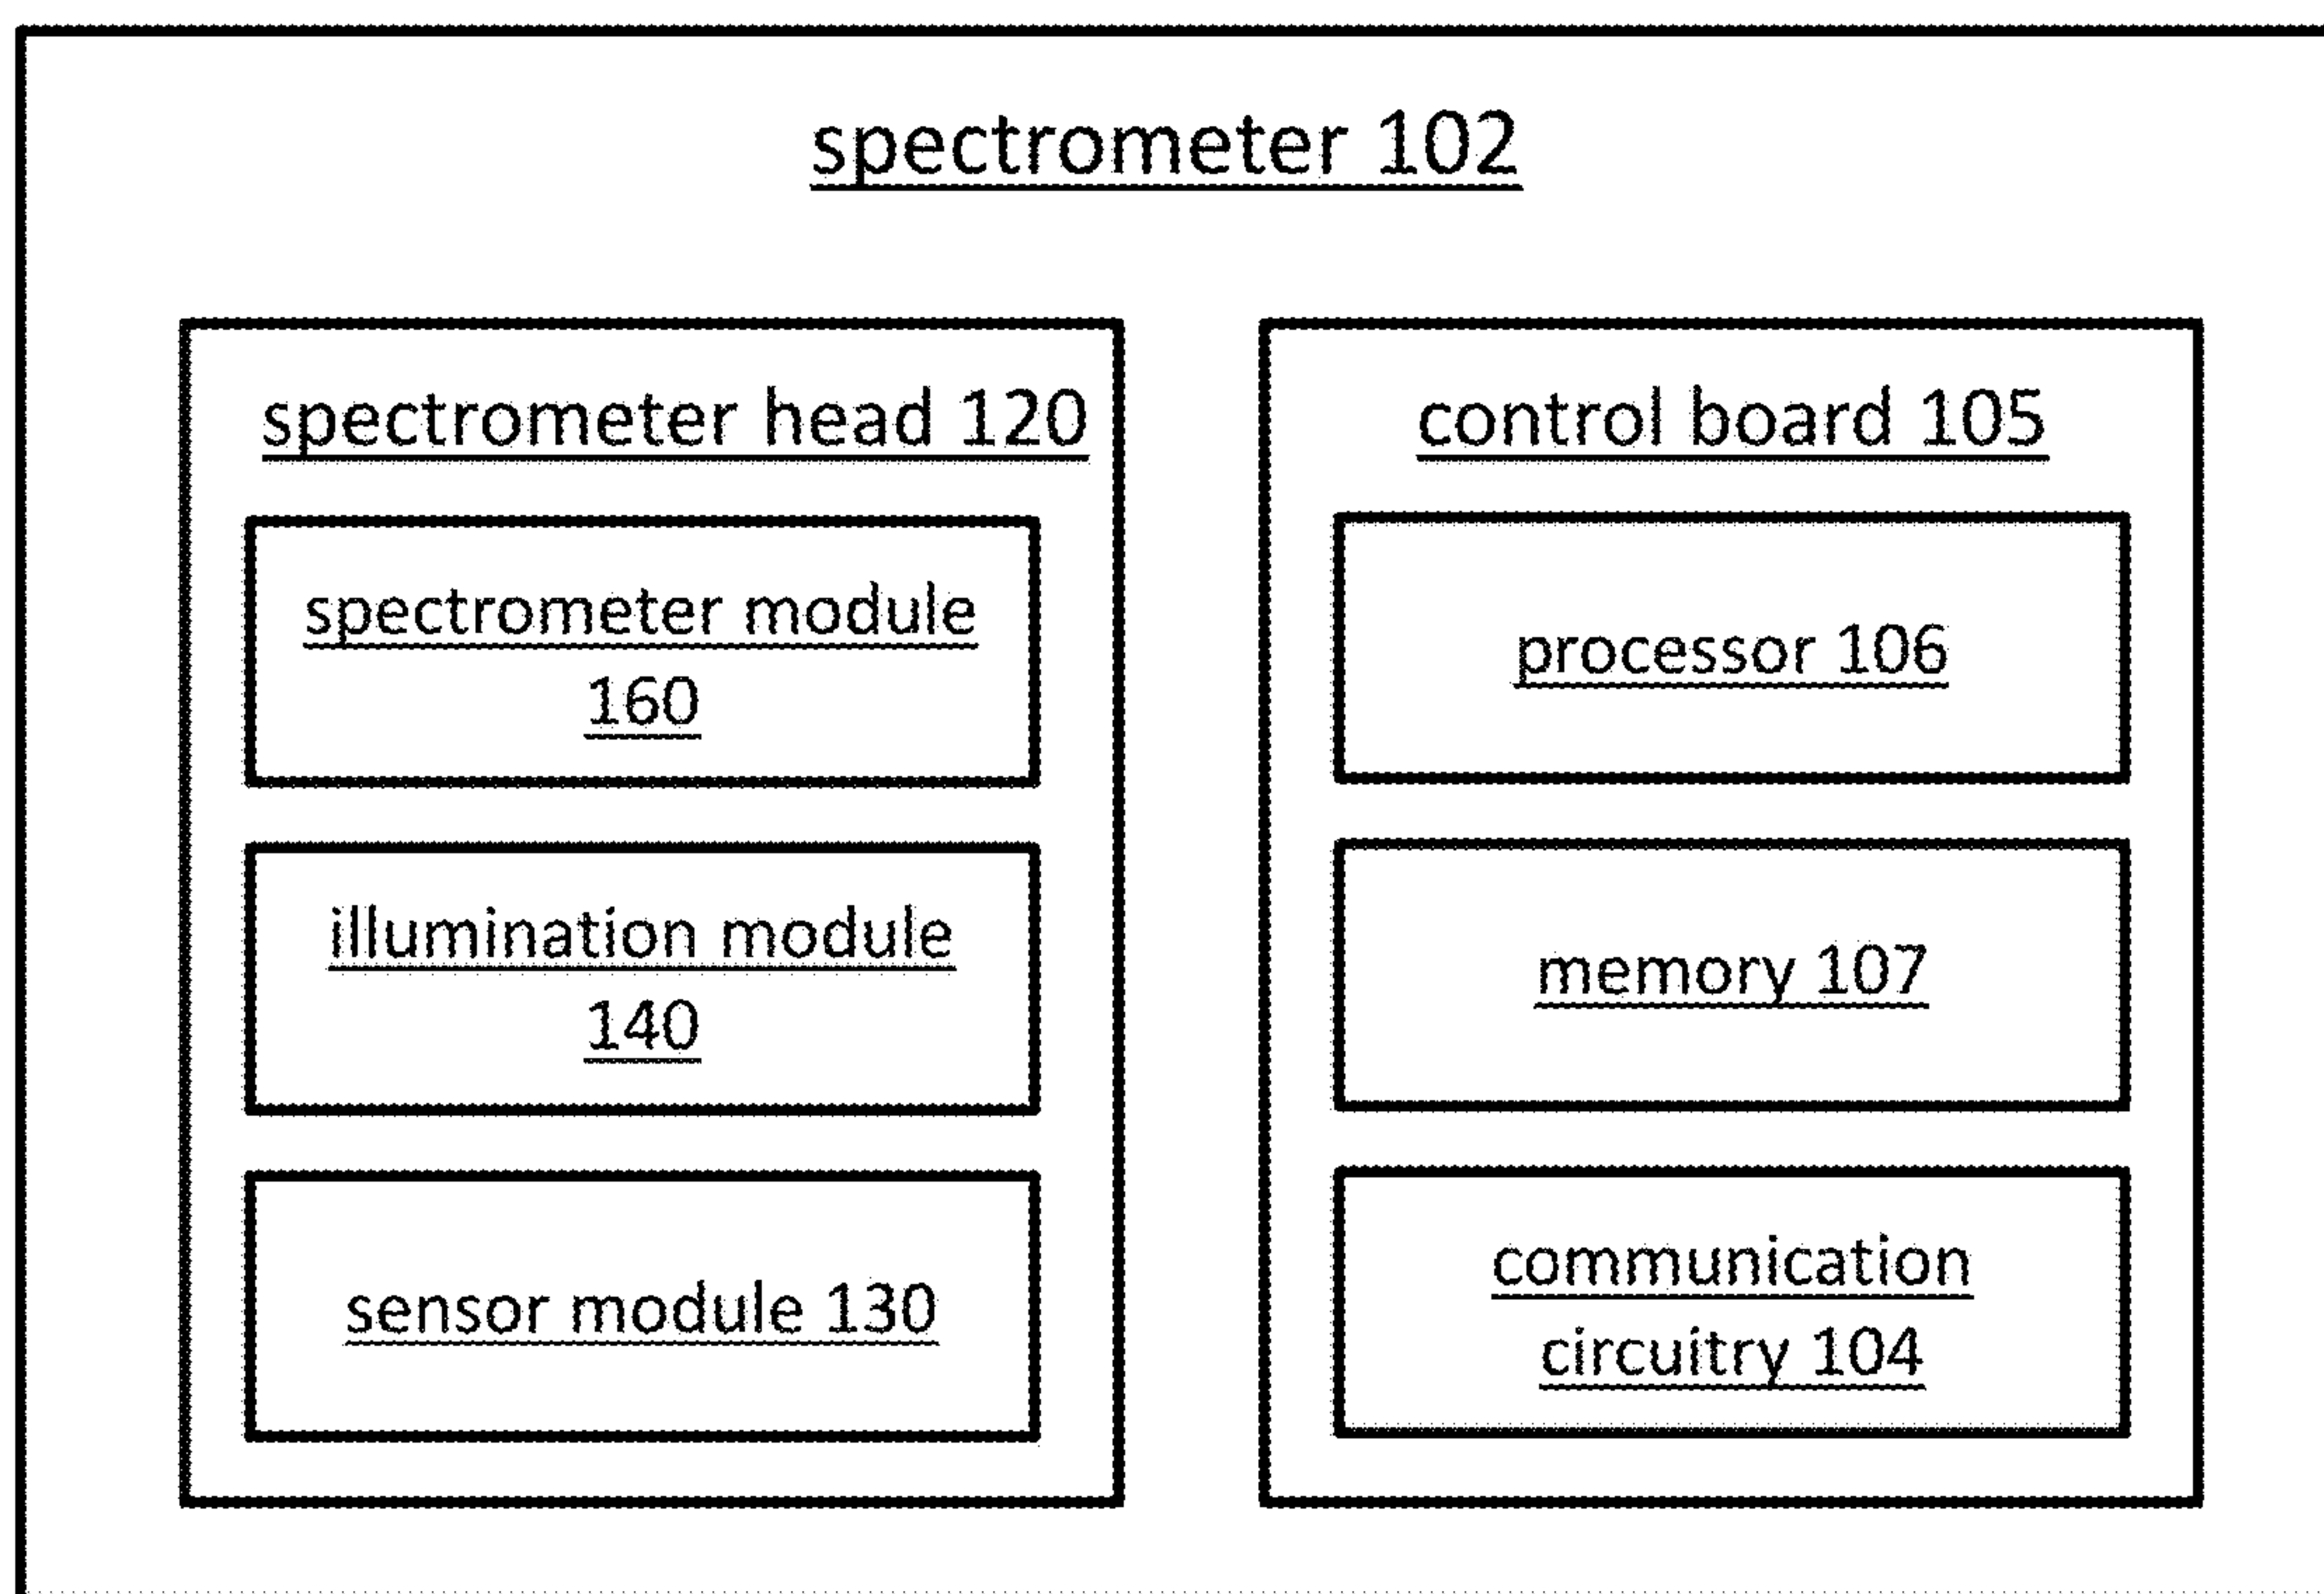 spectrometer 102
spectrometer head 120
spectrometer module
160
illumination module
140
sensor module 130
control board 105
processor 106
memory 107
communication
circuitry 104